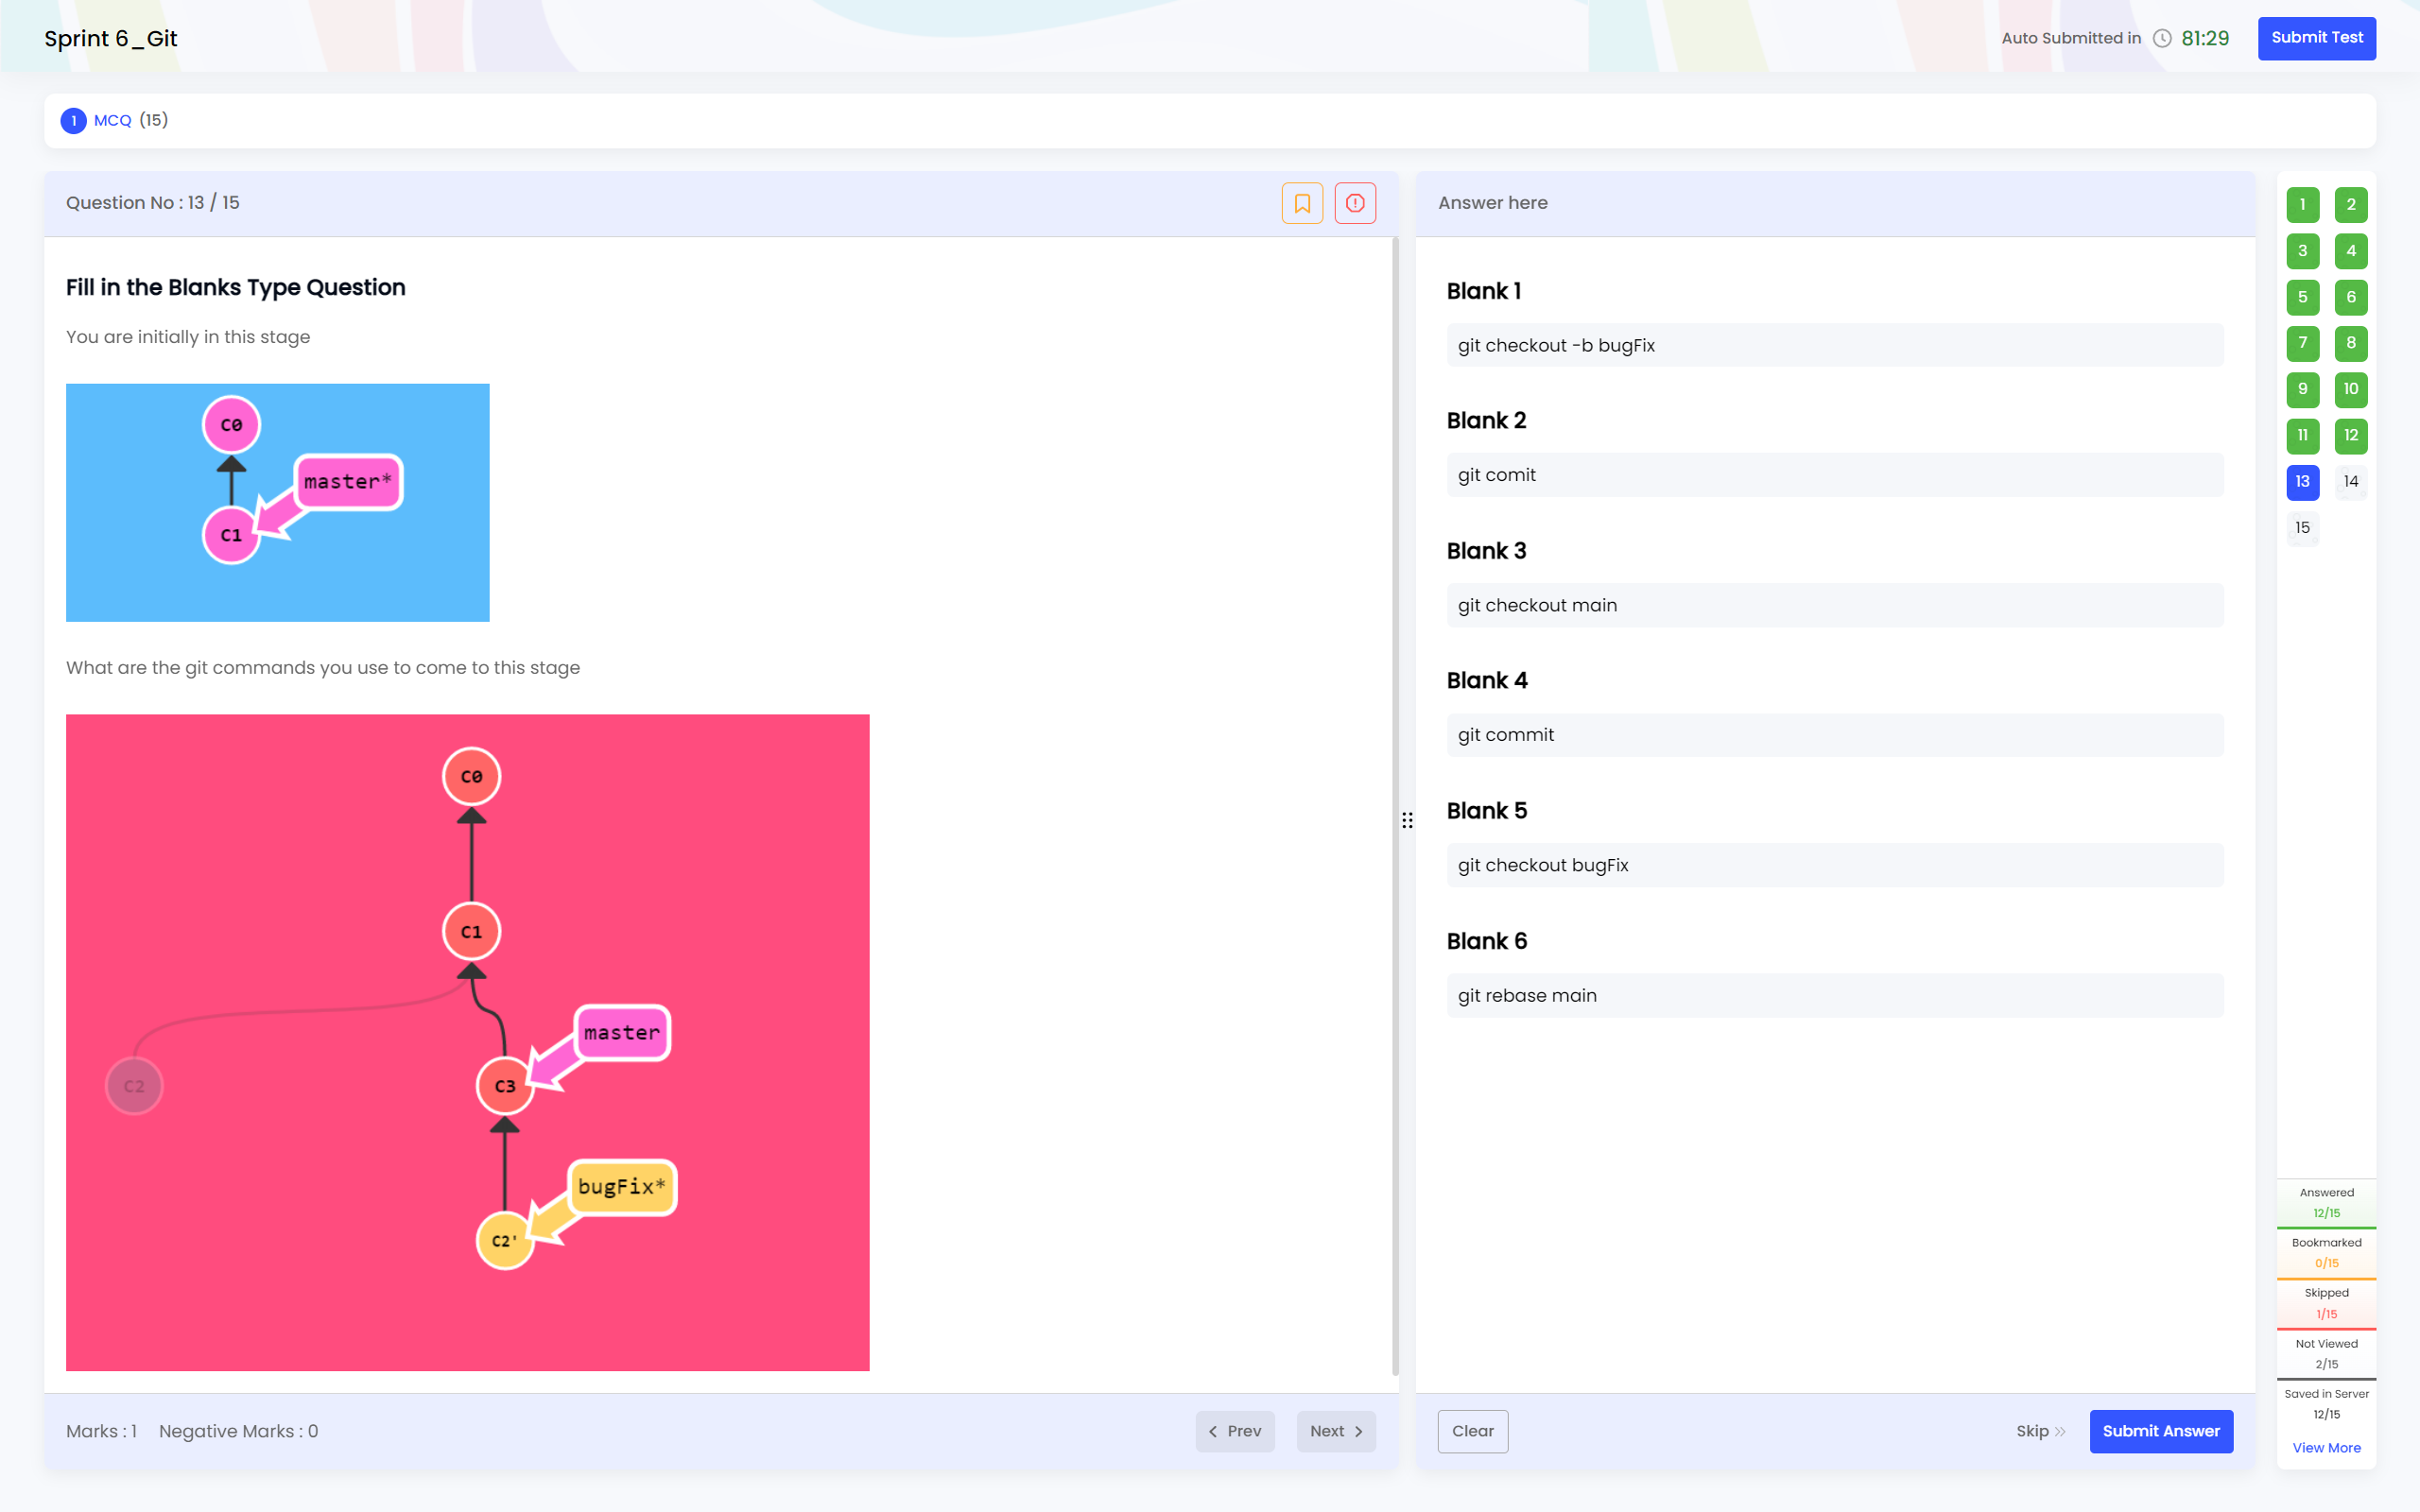 Sprint 6_Git
Auto Submitted in 81:29
Submit Test
1 MCQ (15)
Question No : 13 / 15
Fill in the Blanks Type Question
You are initially in this stage
C0
master*
C1
What are the git commands you use to come to this stage
C0
C1
master
C2
C3
bugFix*
C2'
Marks : 1 Negative Marks : 0
Prev
Next
Answer here
Blank 1
git checkout -b bugFix
Blank 2
git comit
Blank 3
git checkout main
Blank 4
git commit
Blank 5
git checkout bugFix
Blank 6
git rebase main
Clear
Skip
Submit Answer
1 2
3 4
5 6
7 8
9 10
11 12
13 14
15
Answered
12/15
Bookmarked
0/15
Skipped
1/15
Not Viewed
2/15
Saved in Server
12/15
View More